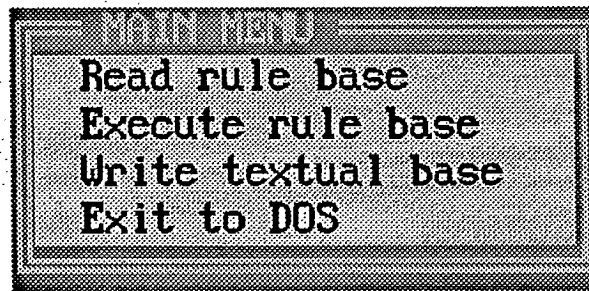 MAIN MENU
Read rule base
Execute rule base
Write textual base
Exit to DOS